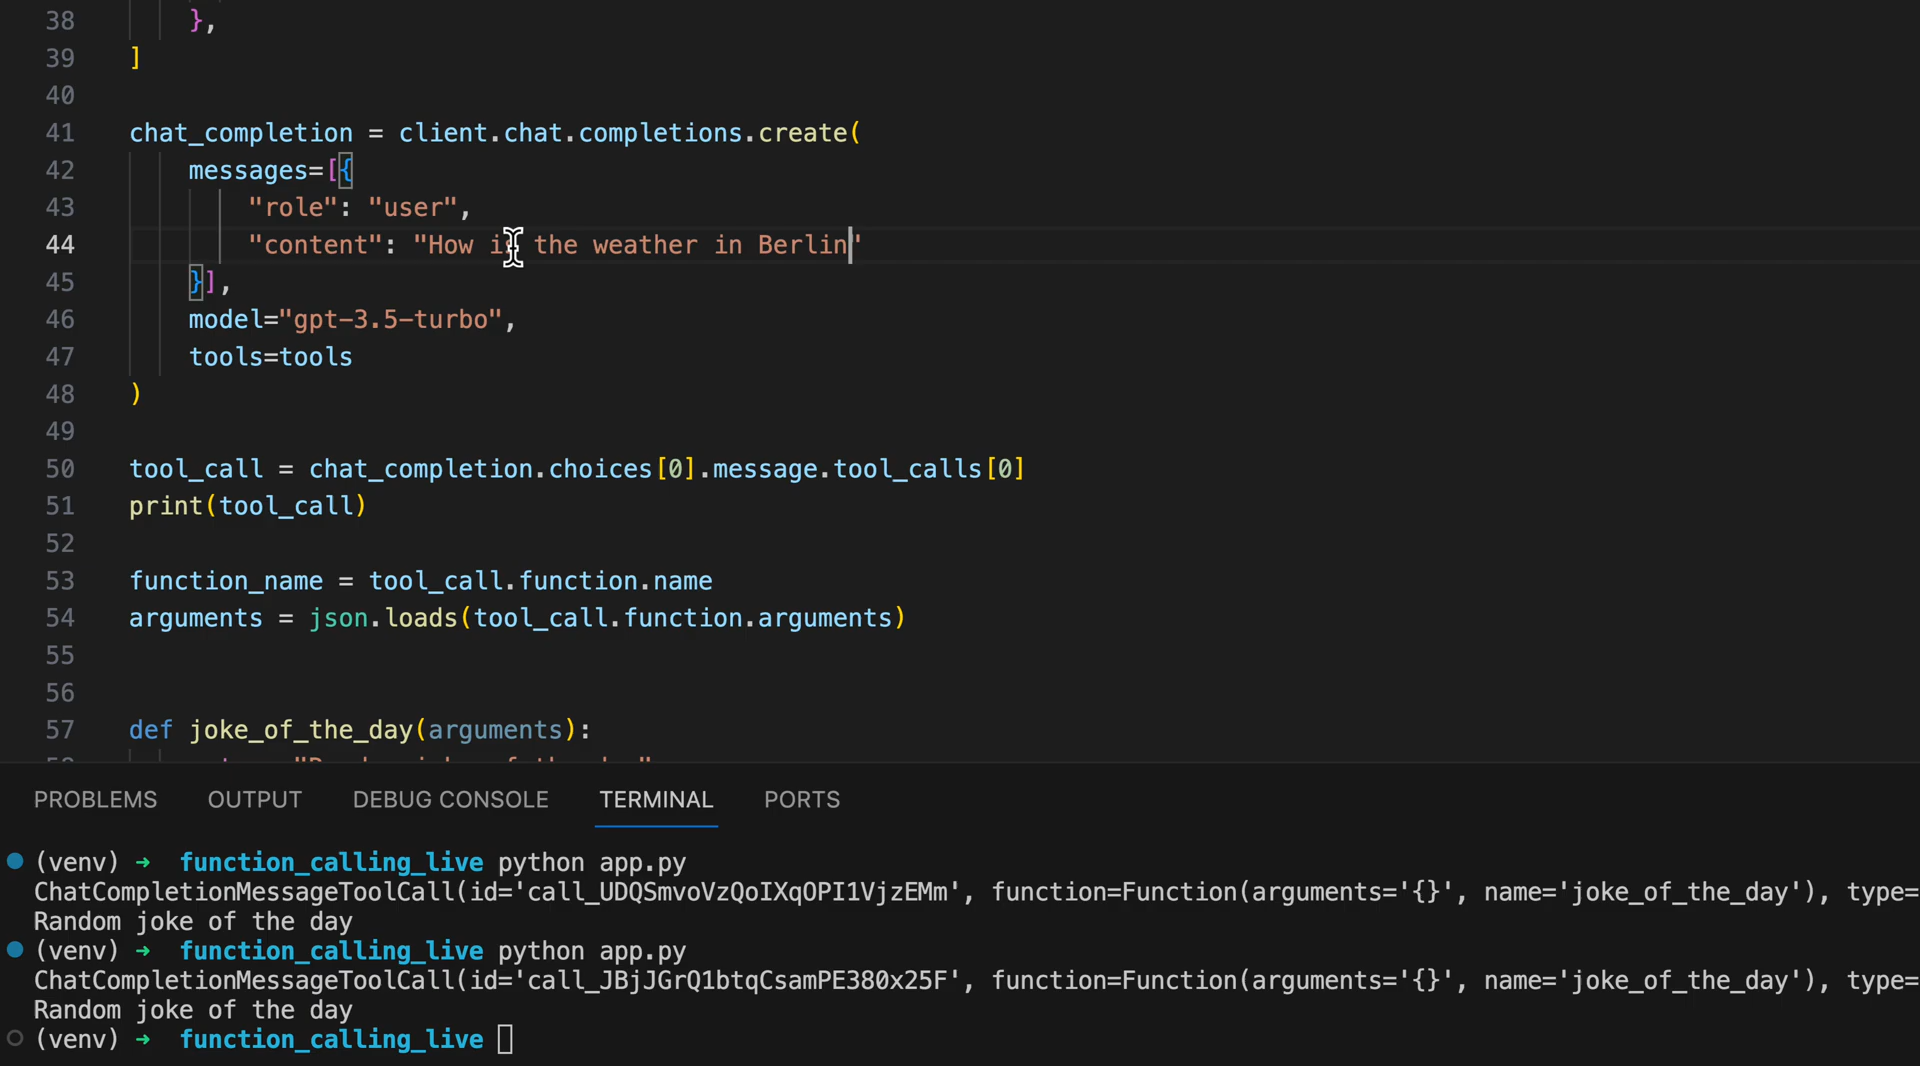 38 },
39 ]
40
41 chat_completion = client.chat.completions.create(
42 messages=[{
43 "role": "user",
44 "content": "How is the weather in Berlin"
45 }],
46 model="gpt-3.5-turbo",
47 tools=tools
48 )
49
50 tool_call = chat_completion.choices[0].message.tool_calls[0]
51 print(tool_call)
52
53 function_name = tool_call.function.name
54 arguments = json.loads(tool_call.function.arguments)
55
56
57 def joke_of_the_day(arguments):
PROBLEMS OUTPUT DEBUG CONSOLE TERMINAL PORTS
(venv) ➜ function_calling_live python app.py
ChatCompletionMessageToolCall(id='call_UDQSmvoVzQoIXqOPI1VjzEMm', function=Function(arguments='{}', name='joke_of_the_day'), type=
Random joke of the day
(venv) ➜ function_calling_live python app.py
ChatCompletionMessageToolCall(id='call_JBjJGrQ1btqCsamPE380x25F', function=Function(arguments='{}', name='joke_of_the_day'), type=
Random joke of the day
(venv) ➜ function_calling_live